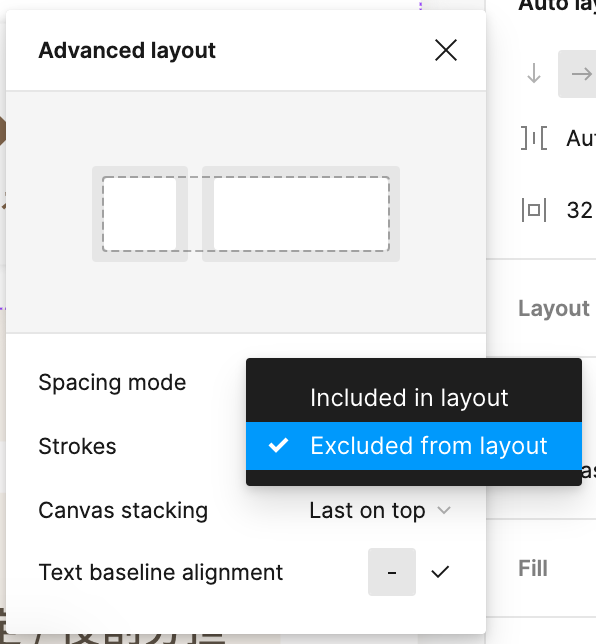 Auto lay
Advanced layout
Aut
32
Layout
Spacing mode
Included in layout
Strokes
Excluded from layout
as
Canvas stacking
Last on top
Text baseline alignment
-
Fill